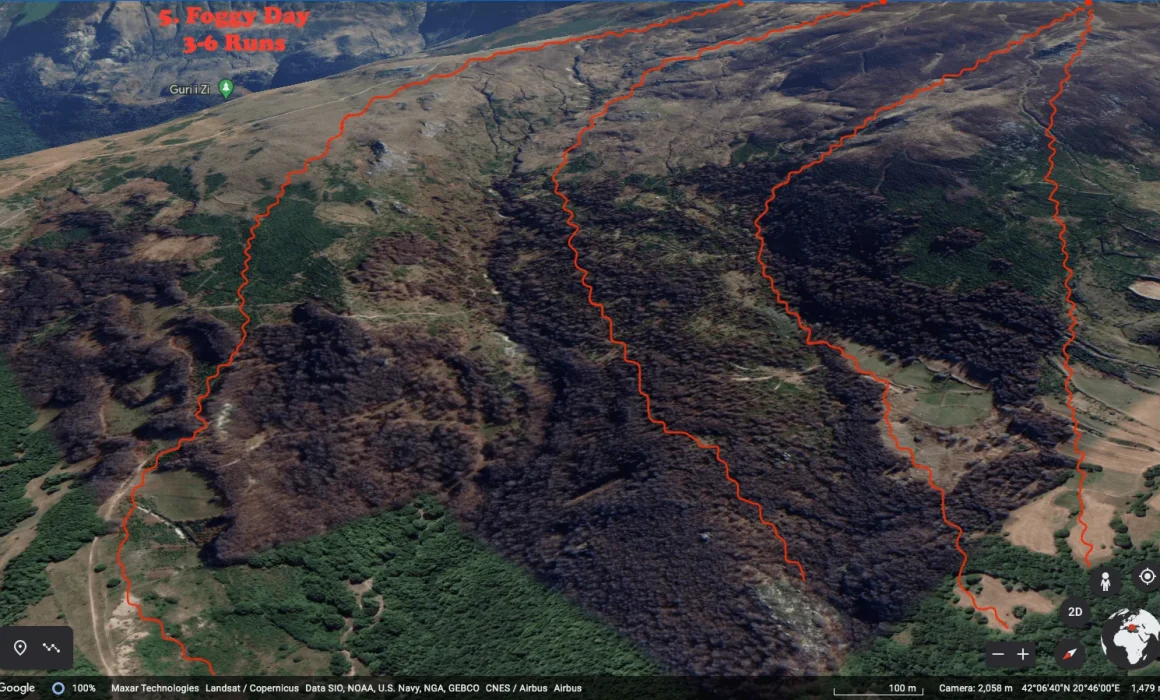 5. Foggy Day
3-6 Runs
Guri i Zi
2D
100 m
Google
100%
Maxar Technologies Landsat / Copernicus Data SIO, NOAA, U.S. Navy, NGA, GEBCO CNES / Airbus Airbus
Camera: 2,058 m 42°06'40"N 20°46'00"E 1,479